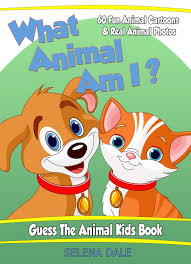 What
Animal
Am I?
60 Fun Animal Cartoons
& Real Animal Photos
Guess The Animal Kids Book
SELENA DALE